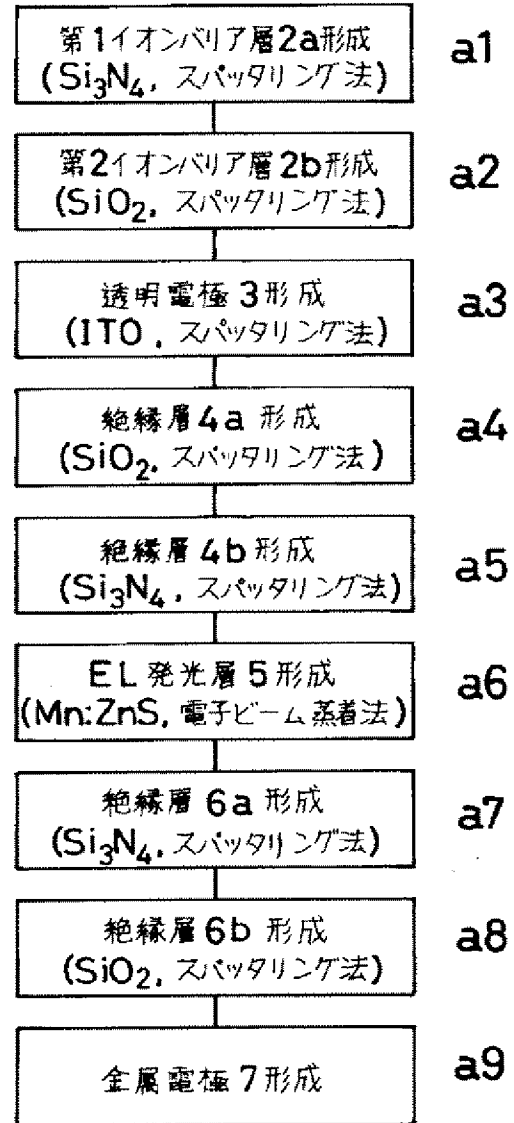 第1イオンバリア層2a形成
(Si₃N₄, スパッタリング法)
a1
第2イオンバリア層2b形成
(SiO₂, スパッタリング法)
a2
透明電極3形成
(ITO, スパッタリング法)
a3
絶縁層4a形成
(SiO₂, スパッタリング法)
a4
絶縁層4b形成
(Si₃N₄, スパッタリング法)
a5
EL発光層5形成
(Mn:ZnS, 電子ビーム蒸着法)
a6
絶縁層6a形成
(Si₃N₄, スパッタリング法)
a7
絶縁層6b形成
(SiO₂, スパッタリング法)
a8
金属電極7形成
a9